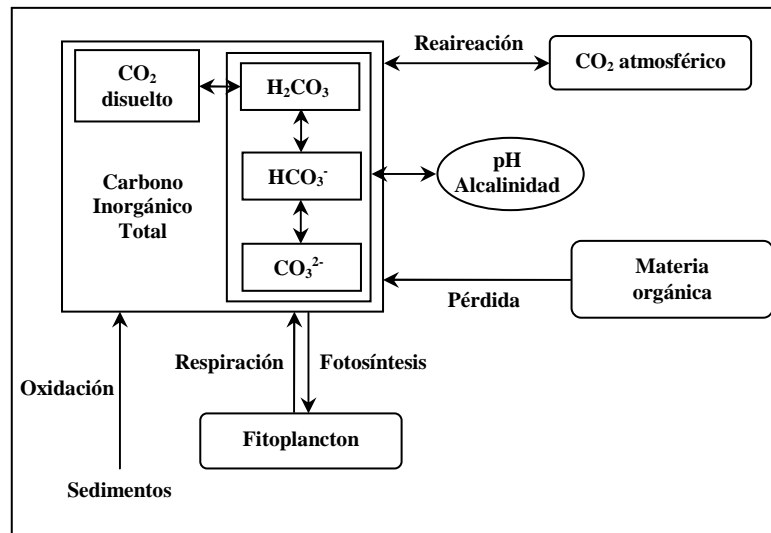 Reaireación
CO₂ atmosférico
CO₂
disuelto
H₂CO₃
HCO₃⁻
CO₃²⁻
Carbono
Inorgánico
Total
pH
Alcalinidad
Materia
orgánica
Pérdida
Respiración
Fotosíntesis
Oxidación
Fitoplancton
Sedimentos